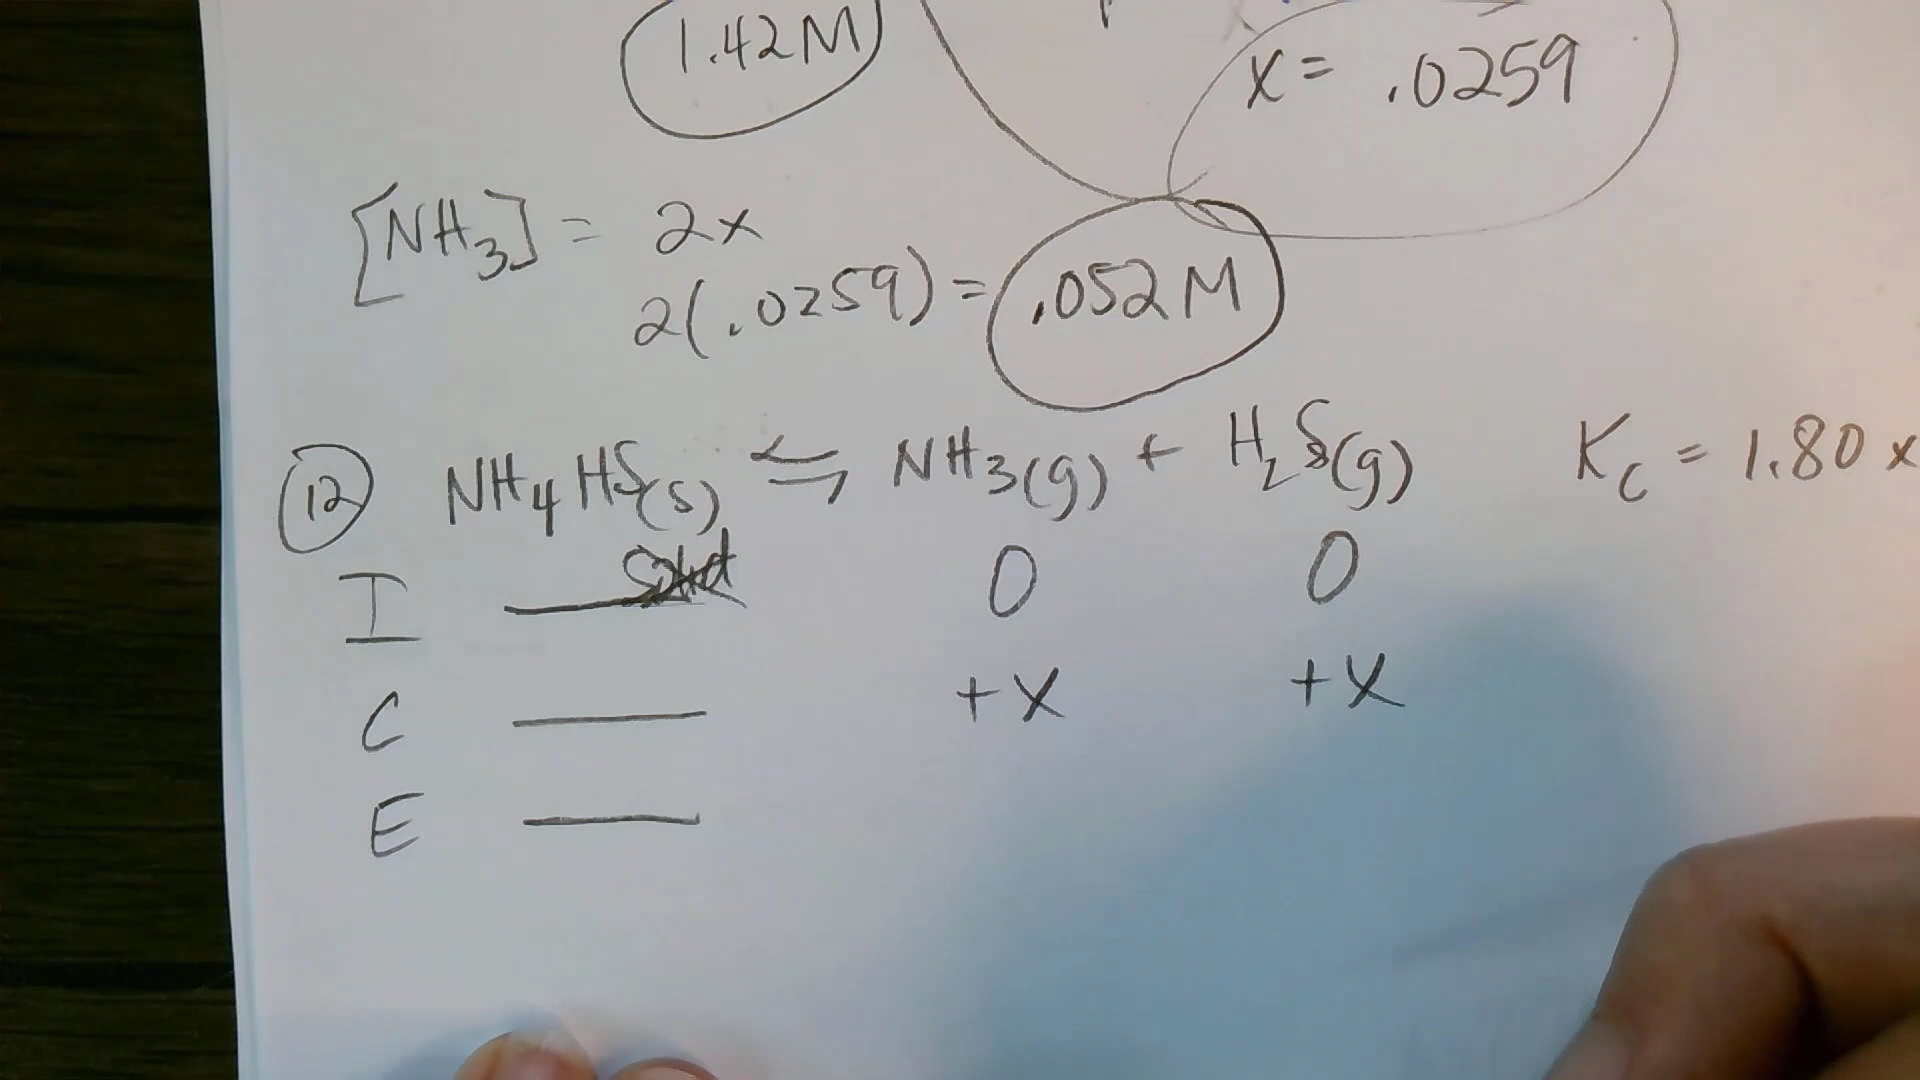 1.42M
x = .0259
[NH3] = 2x
2(.0259) = .052M
12 NH4HS(s) ⇌ NH3(g) + H2S(g) Kc = 1.80 x
I 0 0
C +x +x
E